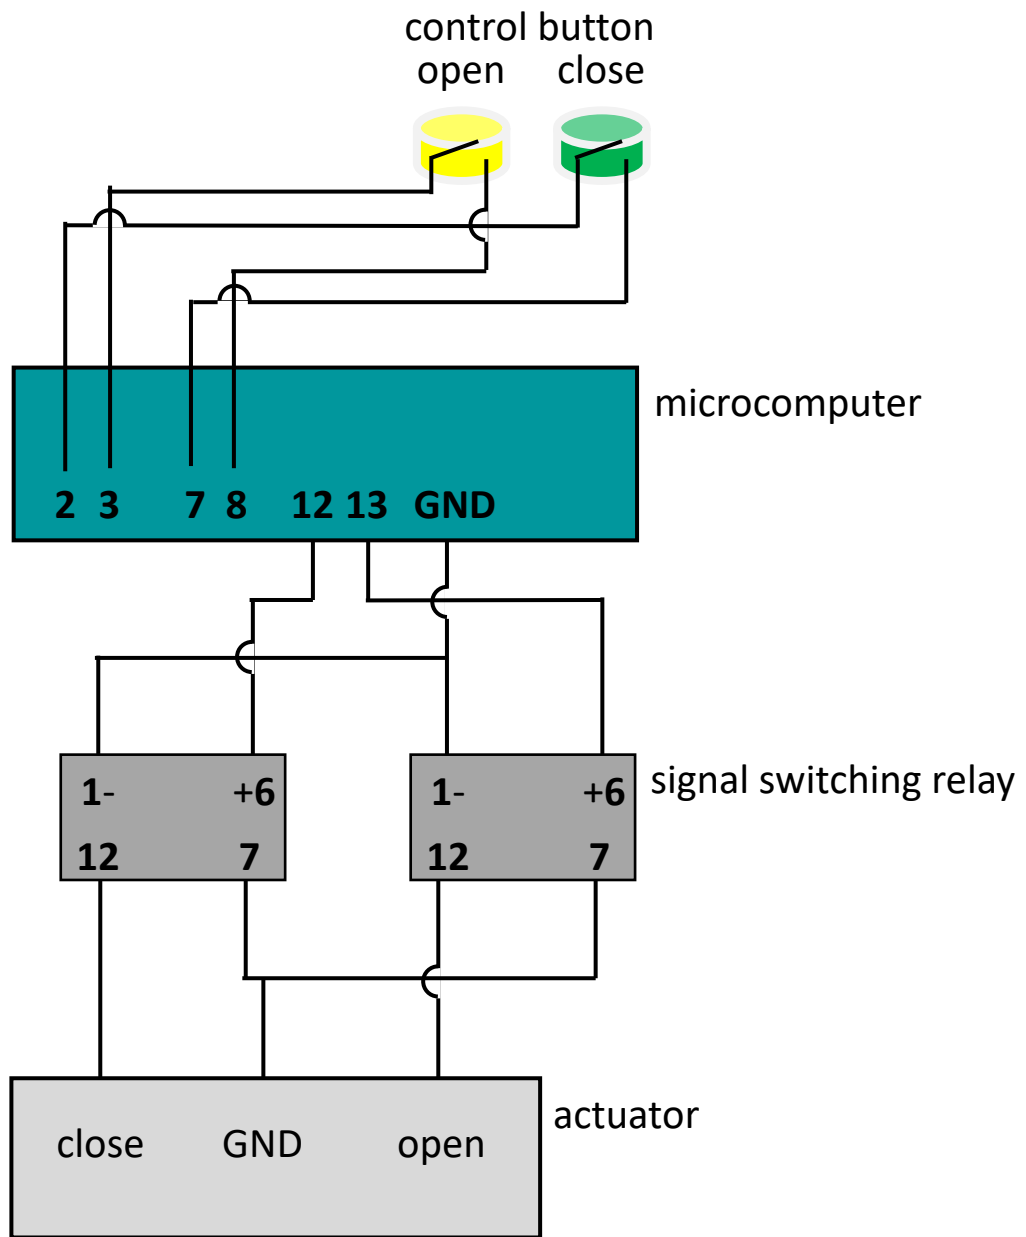 control button
open close
microcomputer
2 3 7 8 12 13 GND
1- +6 1- +6 signal switching relay
12 7 12 7
actuator
close GND open